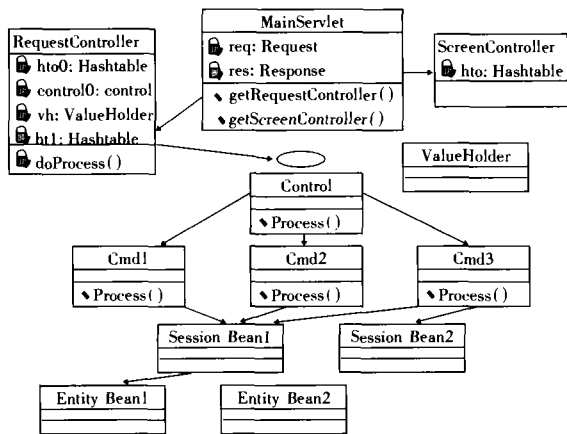 MainServlet
req: Request
res: Response
getRequestController()
getScreenController()
RequestController
hto0: Hashtable
control0: control
vh: ValueHolder
ht1: Hashtable
doProcess()
ScreenController
hto: Hashtable
ValueHolder
Control
Process()
Cmd1
Process()
Cmd2
Process()
Cmd3
Process()
Session Bean1
Session Bean2
Entity Bean1
Entity Bean2